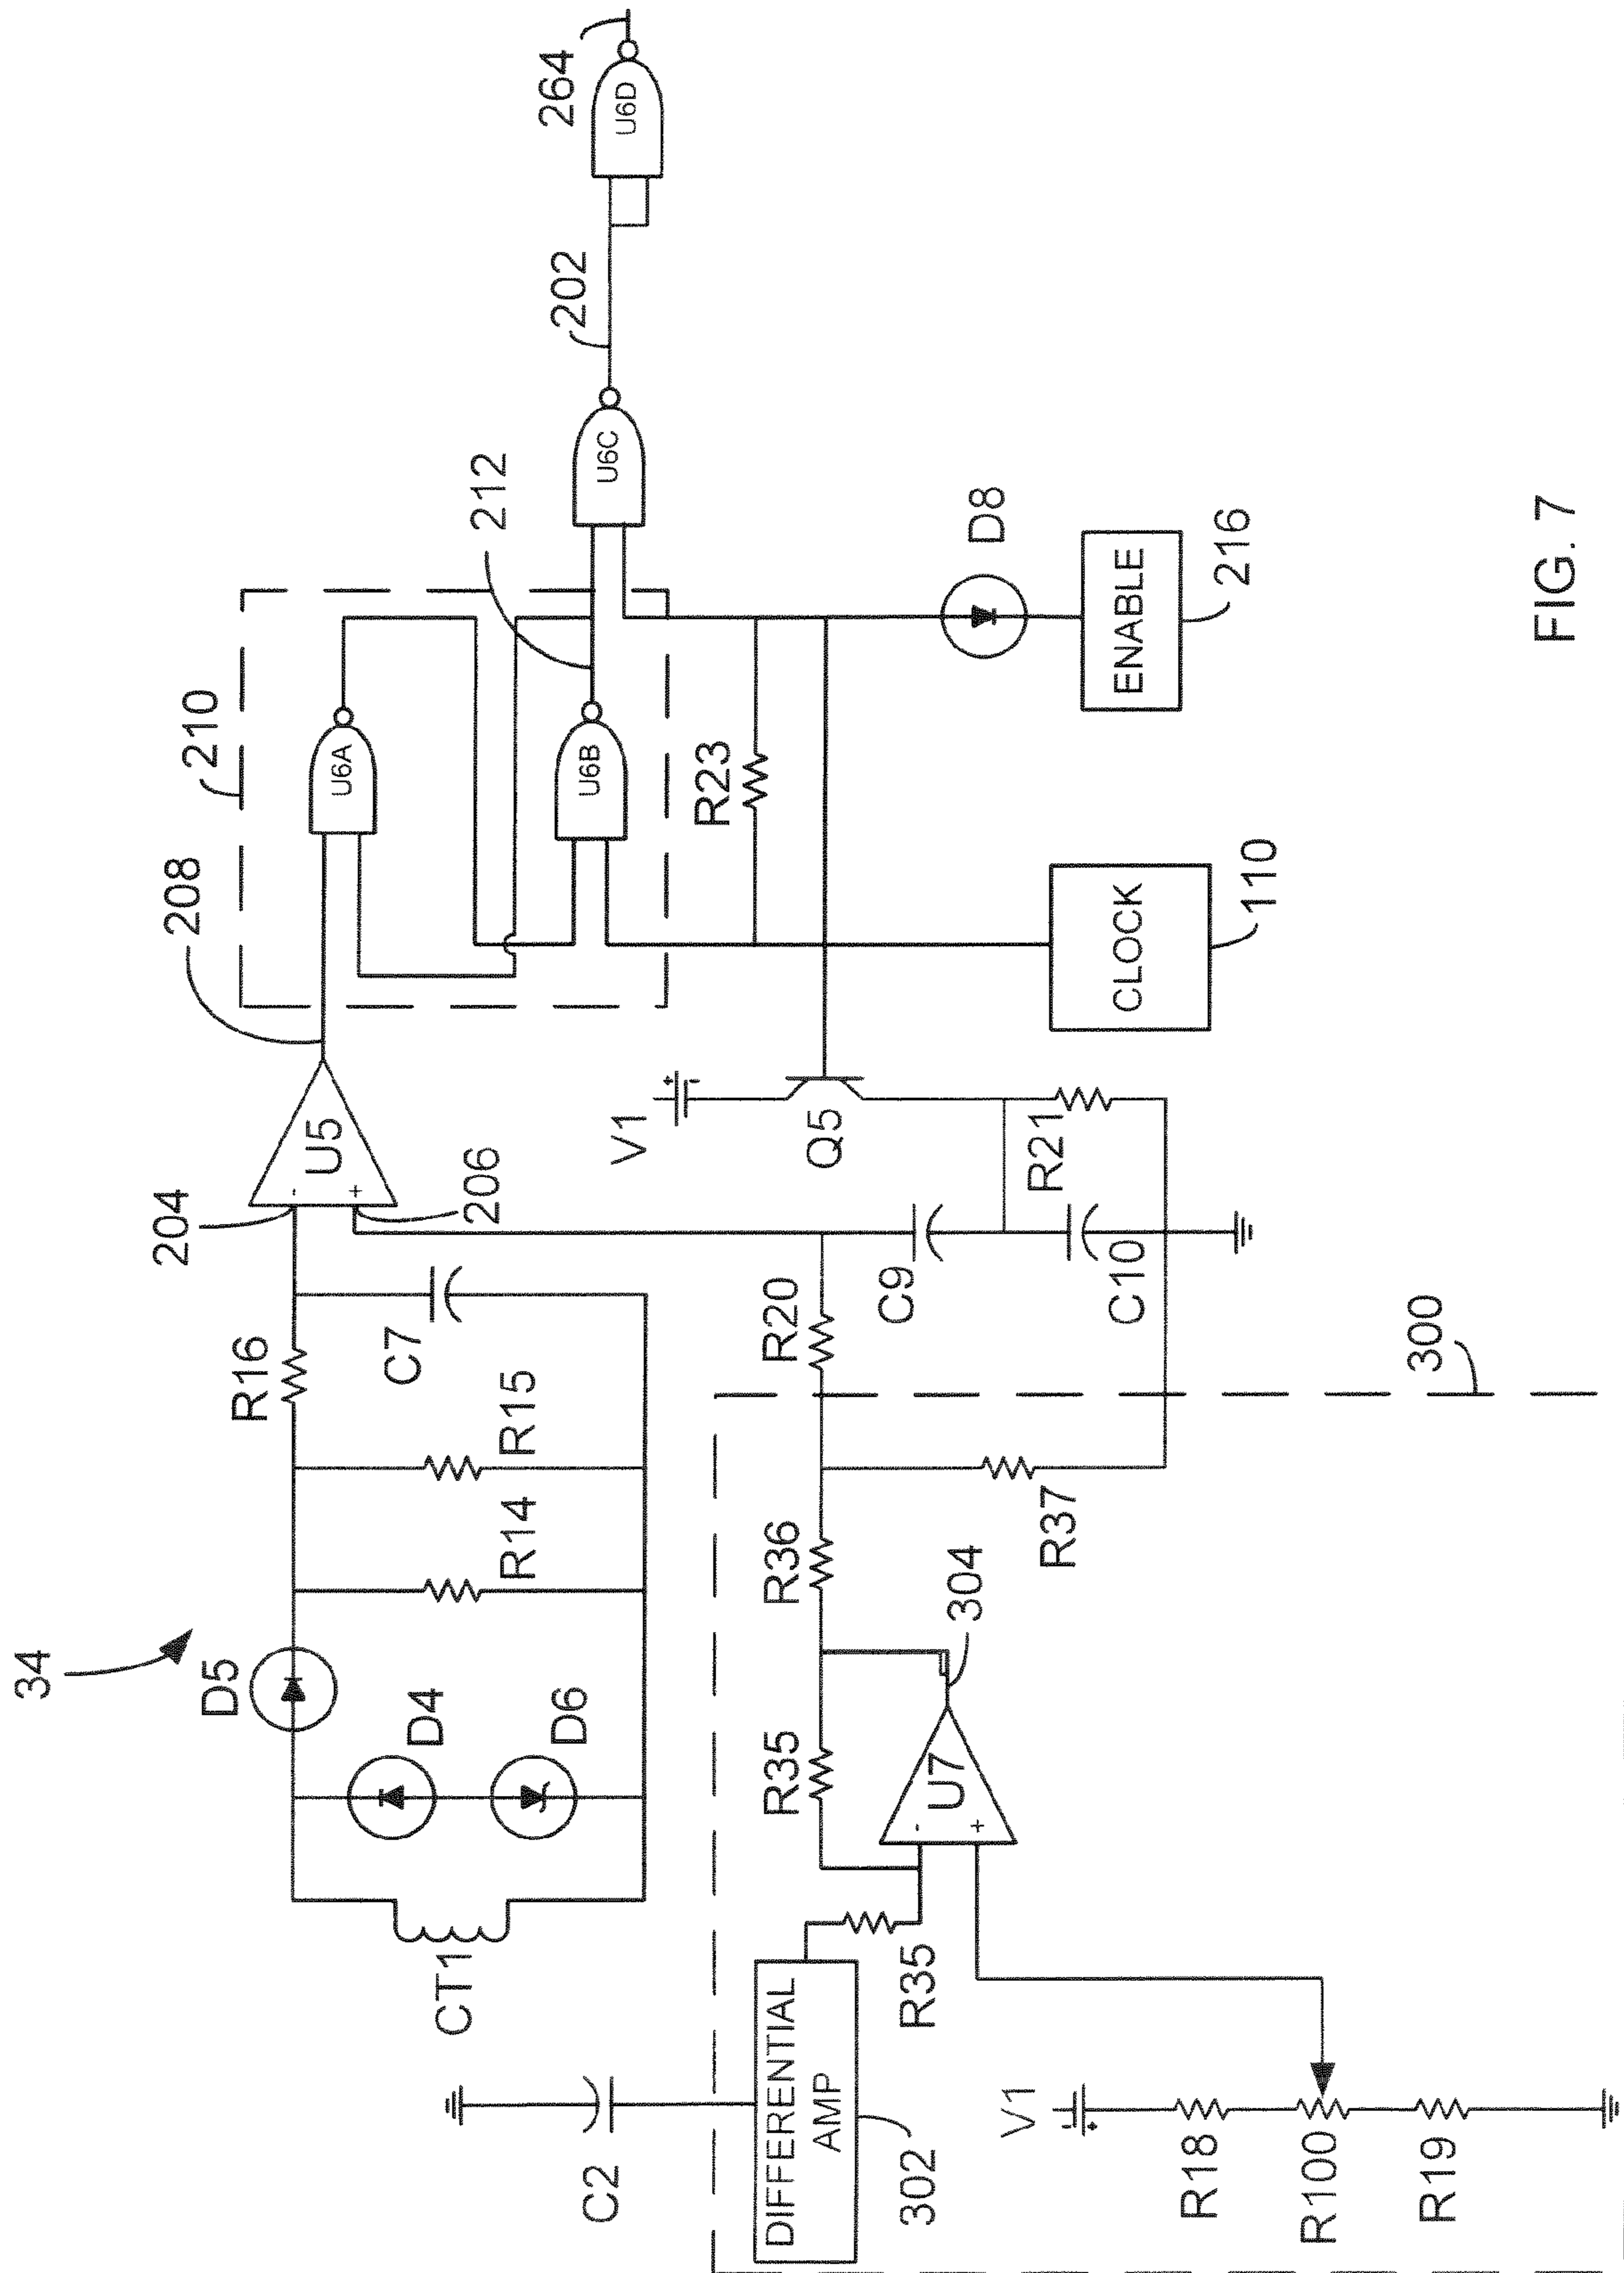 34
D5
D4
D6
CT1
R14
R15
R16
C7
204
206
U5
-
+
208
210
U6A
U6B
212
U6C
202
U6D
264
R23
D8
ENABLE
216
CLOCK
110
V1
+
-
Q5
R21
C9
C10
R20
300
R37
R36
R35
304
U7
-
+
R35
C2
DIFFERENTIAL
AMP
302
V1
-
+
R18
R100
R19
FIG. 7